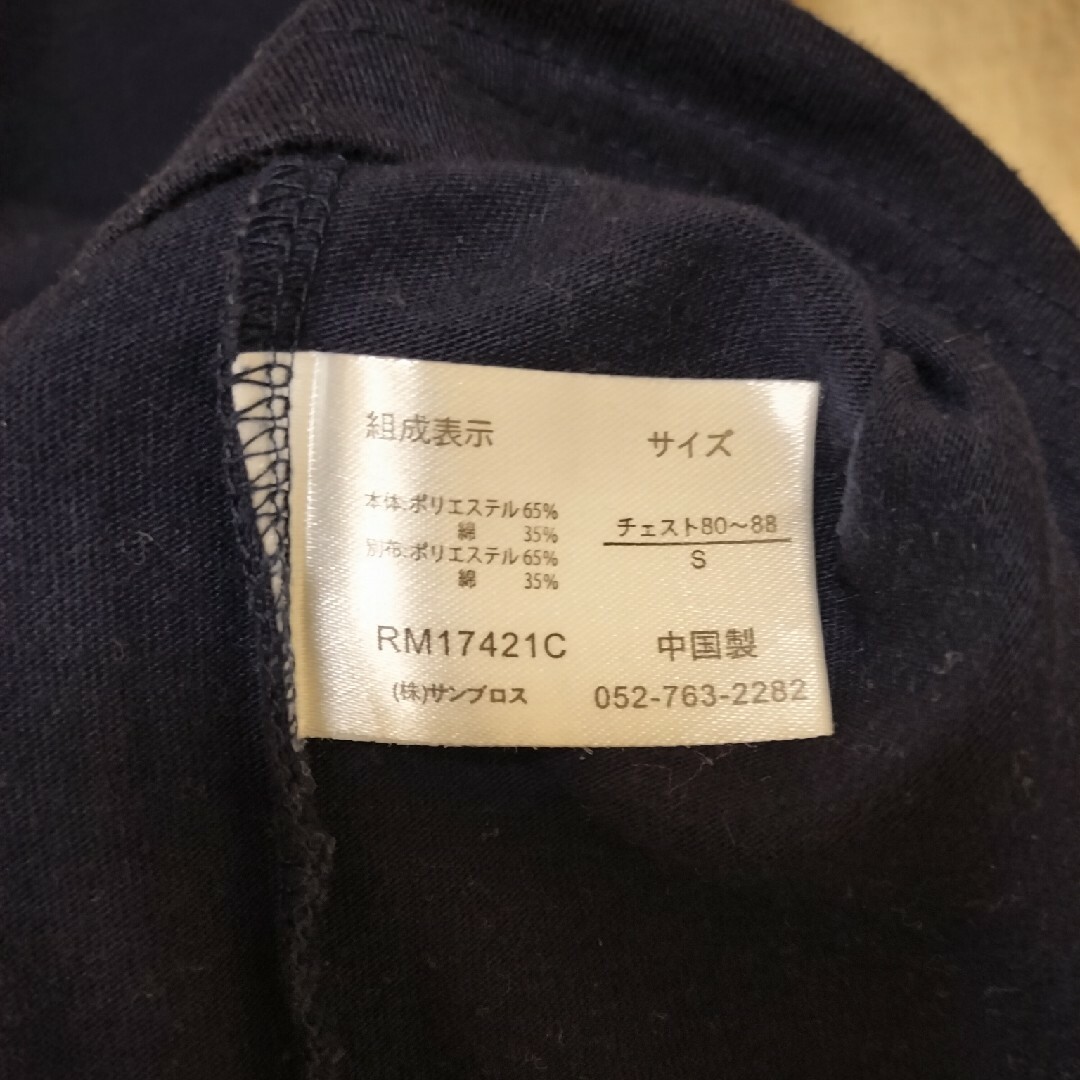 組成表示
サイズ
本体:ポリエステル65%
綿 35%
別布:ポリエステル65%
綿 35%
チェスト80～88
S
RM17421C
中国製
(株)サンブロス
052-763-2282